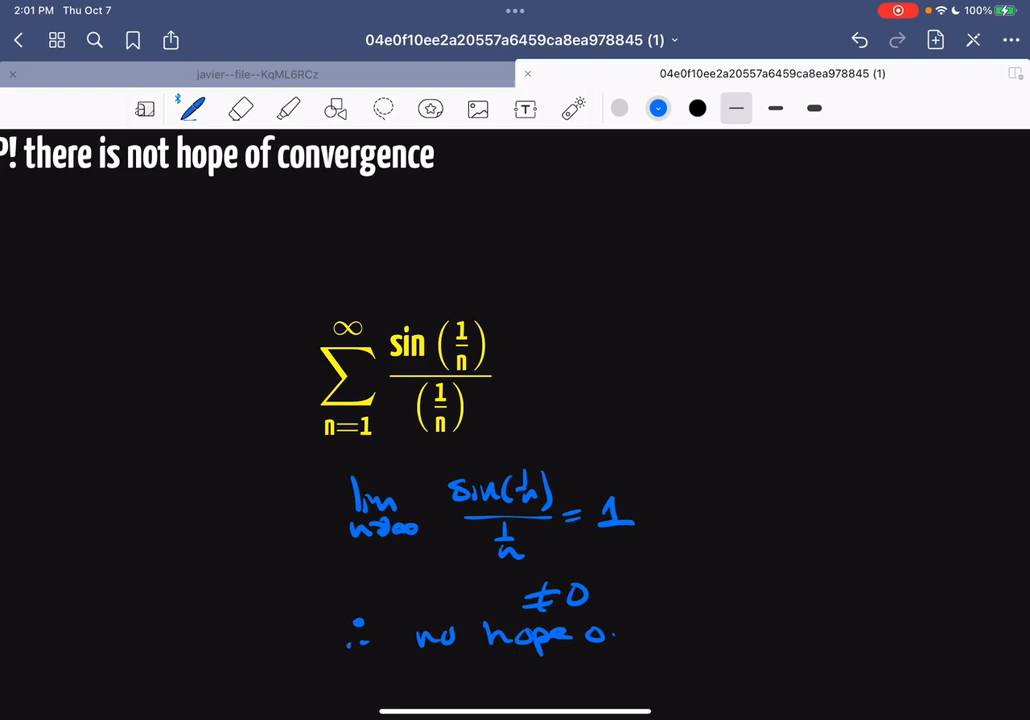 2:01 PM Thu Oct 7
100%
04e0f10ee2a20557a6459ca8ea978845 (1)
javier--file--KqML6RCz
04e0f10ee2a20557a6459ca8ea978845 (1)
P! there is not hope of convergence
∞
∑ sin (1/n) / (1/n)
n=1
lim n→∞ sin(1/n) / 1/n = 1
≠ 0
∴ no hope o